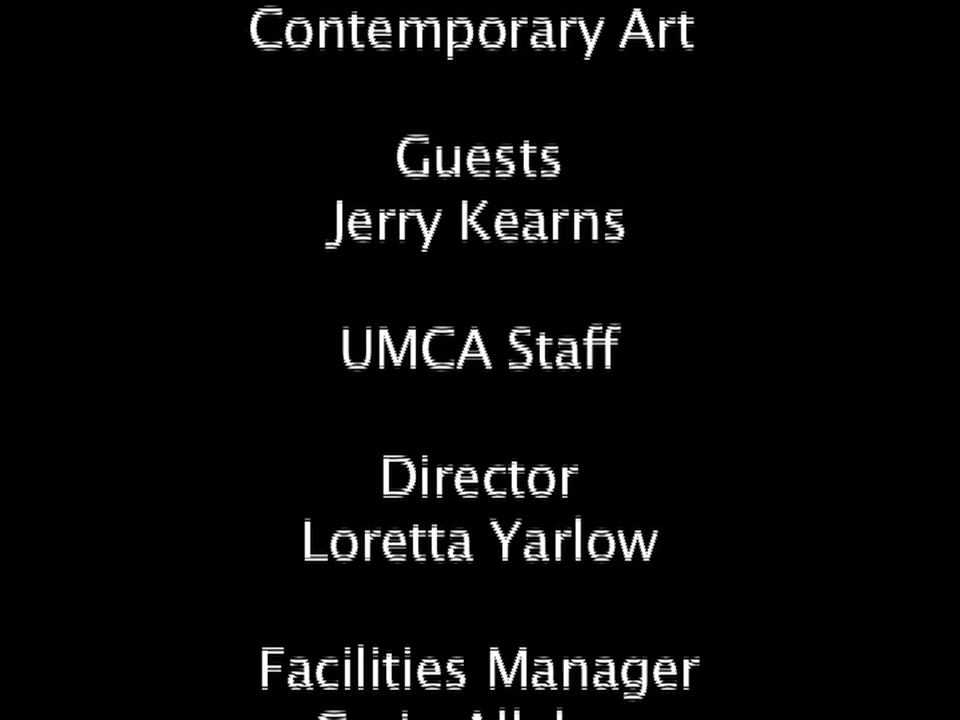 Contemporary Art
Guests
Jerry Kearns
UMCA Staff
Director
Loretta Yarlow
Facilities Manager